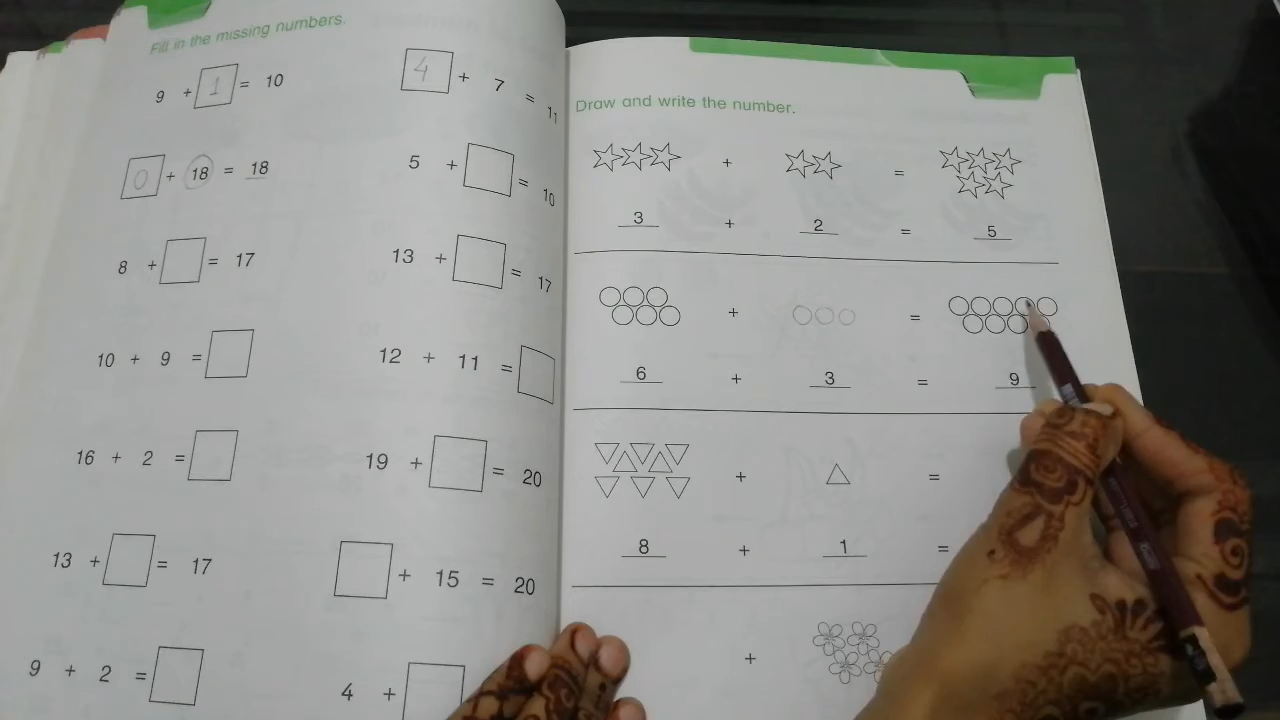 Fill in the missing numbers.
9 + 1 = 10
4 + 7 = 11
0 + 18 = 18
5 + = 10
8 + = 17
13 + = 17
10 + 9 =
12 + 11 =
16 + 2 =
19 + = 20
13 + = 17
+ 15 = 20
9 + 2 =
4 +
Draw and write the number.
+ =
3 + 2 = 5
+ =
6 + 3 = 9
+ =
8 + 1 =
+